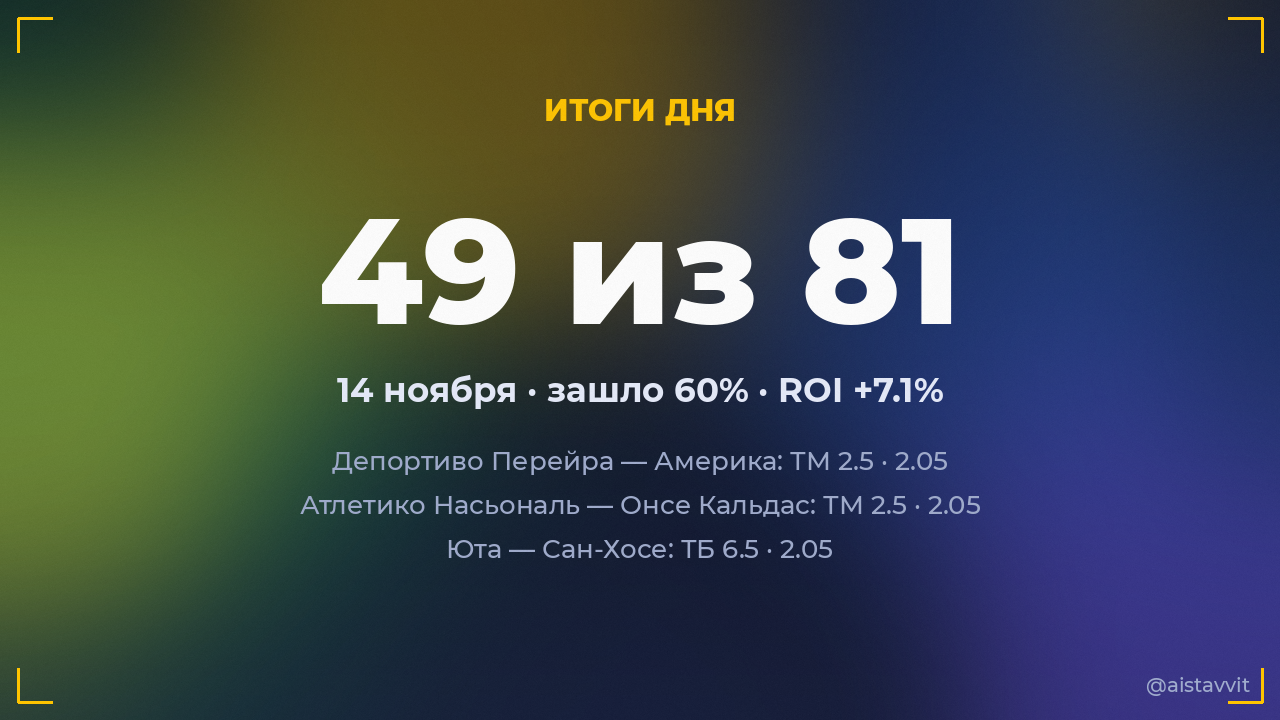 ИТОГИ ДНЯ
49 из 81
14 ноября · зашло 60% · ROI +7.1%
Депортиво Перейра — Америка: ТМ 2.5 · 2.05
Атлетико Насьональ — Онсе Кальдас: ТМ 2.5 · 2.05
Юта — Сан-Хосе: ТБ 6.5 · 2.05
@aistavvit